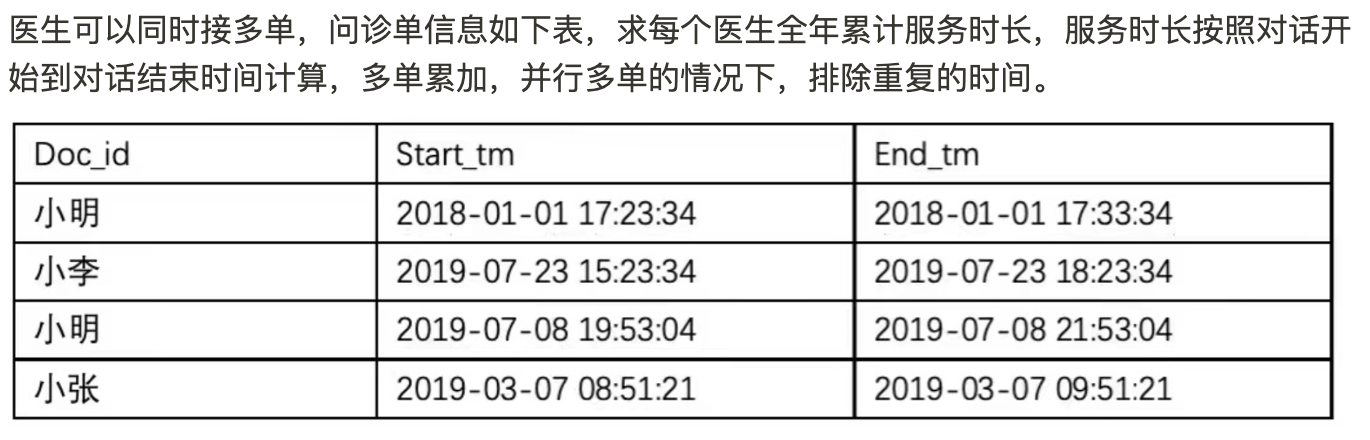 医生可以同时接多单，问诊单信息如下表，求每个医生全年累计服务时长，服务时长按照对话开
始到对话结束时间计算，多单累加，并行多单的情况下，排除重复的时间。
Doc_id Start_tm End_tm
小明 2018-01-01 17:23:34 2018-01-01 17:33:34
小李 2019-07-23 15:23:34 2019-07-23 18:23:34
小明 2019-07-08 19:53:04 2019-07-08 21:53:04
小张 2019-03-07 08:51:21 2019-03-07 09:51:21